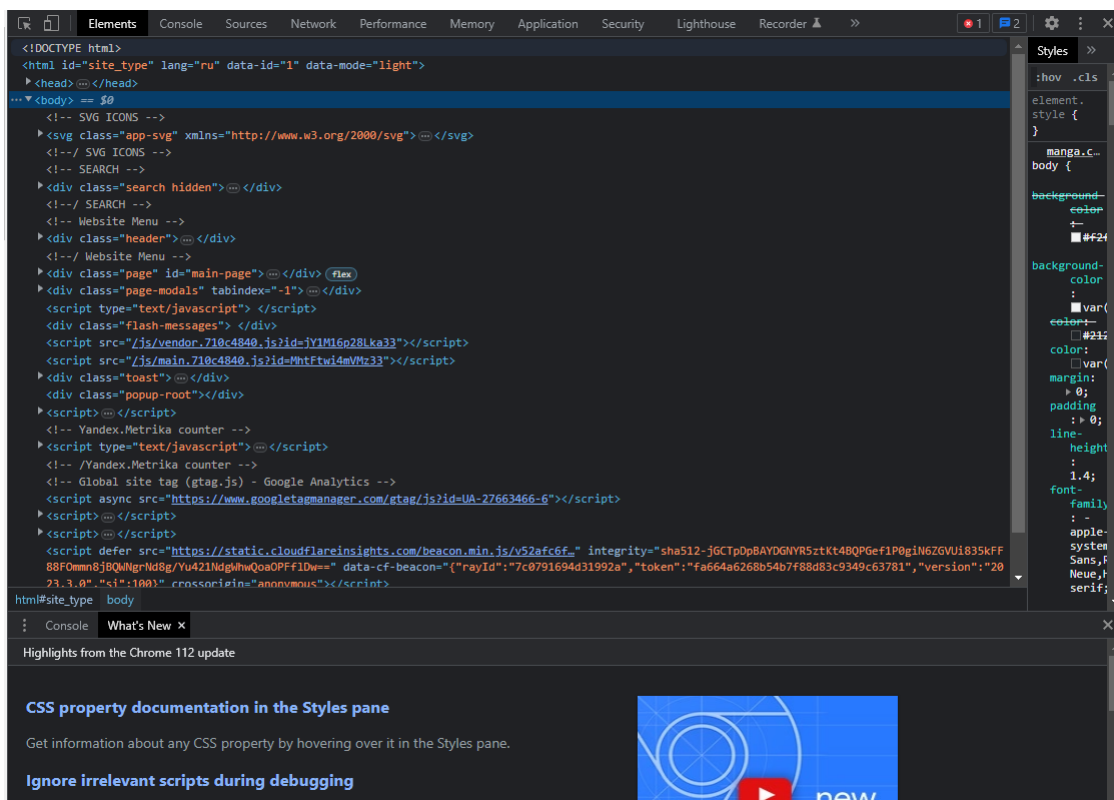 Elements Console Sources Network Performance Memory Application Security Lighthouse Recorder » 1 2
<!DOCTYPE html>
<html id="site_type" lang="ru" data-id="1" data-mode="light">
<head>…</head>
… <body> == $0
<!-- SVG ICONS -->
<svg class="app-svg" xmlns="http://www.w3.org/2000/svg">…</svg>
<!--/ SVG ICONS -->
<!-- SEARCH -->
<div class="search hidden">…</div>
<!--/ SEARCH -->
<!-- Website Menu -->
<div class="header">…</div>
<!--/ Website Menu -->
<div class="page" id="main-page">…</div> flex
<div class="page-modals" tabindex="-1">…</div>
<script type="text/javascript"> </script>
<div class="flash-messages"> </div>
<script src="/js/vendor.710c4840.js?id=jY1M16p28Lka33"></script>
<script src="/js/main.710c4840.js?id=MhtFtwi4mVMz33"></script>
<div class="toast">…</div>
<div class="popup-root"></div>
<script>…</script>
<!-- Yandex.Metrika counter -->
<script type="text/javascript">…</script>
<!-- /Yandex.Metrika counter -->
<!-- Global site tag (gtag.js) - Google Analytics -->
<script async src="https://www.googletagmanager.com/gtag/js?id=UA-27663466-6"></script>
<script>…</script>
<script>…</script>
<script defer src="https://static.cloudflareinsights.com/beacon.min.js/v52afc6f…" integrity="sha512-jGCTpDpBAYDGNYR5ztKt4BQPGef1P0giN6ZGVUi835kFF
88FOmmn8jBQWNgrNd8g/Yu421NdgWhwQoaOPFflDw==" data-cf-beacon="{"rayId":"7c0791694d31992a","token":"fa664a6268b54b7f88d83c9349c63781","version":"20
23.3.0","si":100}" crossorigin="anonymous"></script>
html#site_type body
Styles »
:hov .cls
element.
style {
}
manga.c…
body {
background-
color
:
#f2f
background-
color
:
var(
color:
#212
color:
var(
margin:
0;
padding
: 0;
line-
height
:
1.4;
font-
family
: -
apple-
system
Sans,
Neue,
serif;
Console What's New ×
Highlights from the Chrome 112 update
CSS property documentation in the Styles pane
Get information about any CSS property by hovering over it in the Styles pane.
Ignore irrelevant scripts during debugging
new